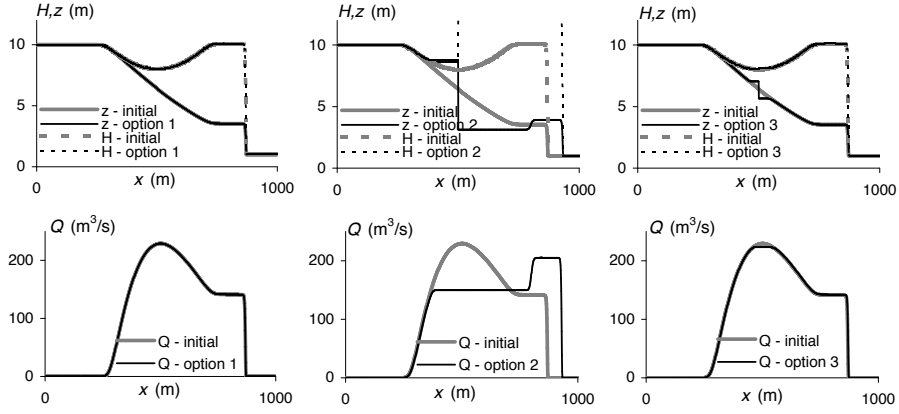 H,z (m)
10
5
0
z - initial
z - option 1
H - initial
H - option 1
0
x (m)
1000
H,z (m)
10
5
0
z - initial
z - option 2
H - initial
H - option 2
0
x (m)
1000
H,z (m)
10
5
0
z - initial
z - option 3
H - initial
H - option 3
0
x (m)
1000
Q (m³/s)
200
100
0
Q - initial
Q - option 1
0
x (m)
1000
Q (m³/s)
200
100
0
Q - initial
Q - option 2
0
x (m)
1000
Q (m³/s)
200
100
0
Q - initial
Q - option 3
0
x (m)
1000